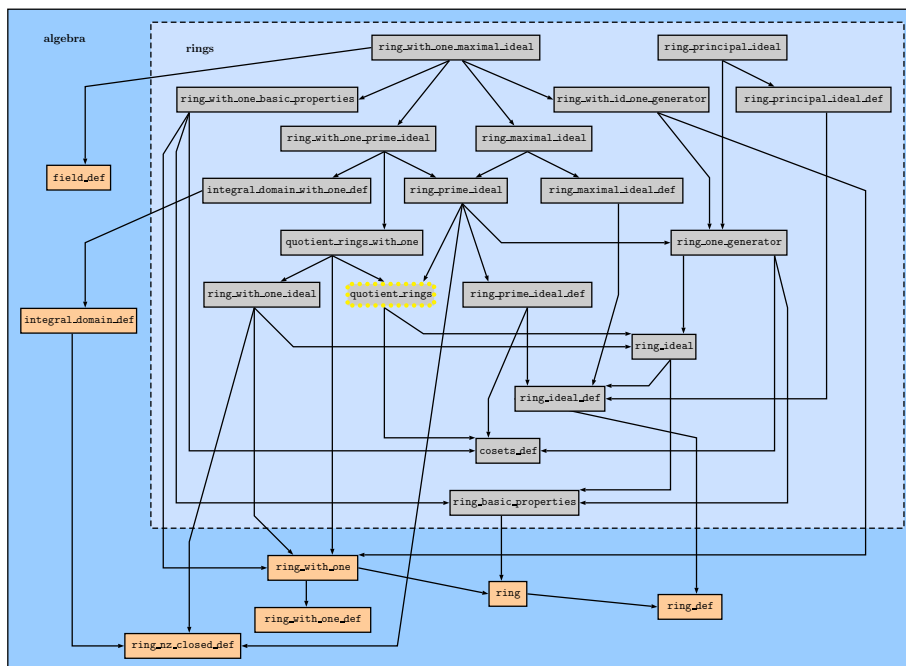 algebra
rings
ring_with_one_maximal_ideal
ring_principal_ideal
ring_with_one_basic_properties
ring_with_id_one_generator
ring_principal_ideal_def
ring_with_one_prime_ideal
ring_maximal_ideal
field_def
integral_domain_with_one_def
ring_prime_ideal
ring_maximal_ideal_def
quotient_rings_with_one
ring_one_generator
ring_with_one_ideal
quotient_rings
ring_prime_ideal_def
integral_domain_def
ring_ideal
ring_ideal_def
cosets_def
ring_basic_properties
ring_with_one
ring
ring_def
ring_with_one_def
ring_nz_closed_def